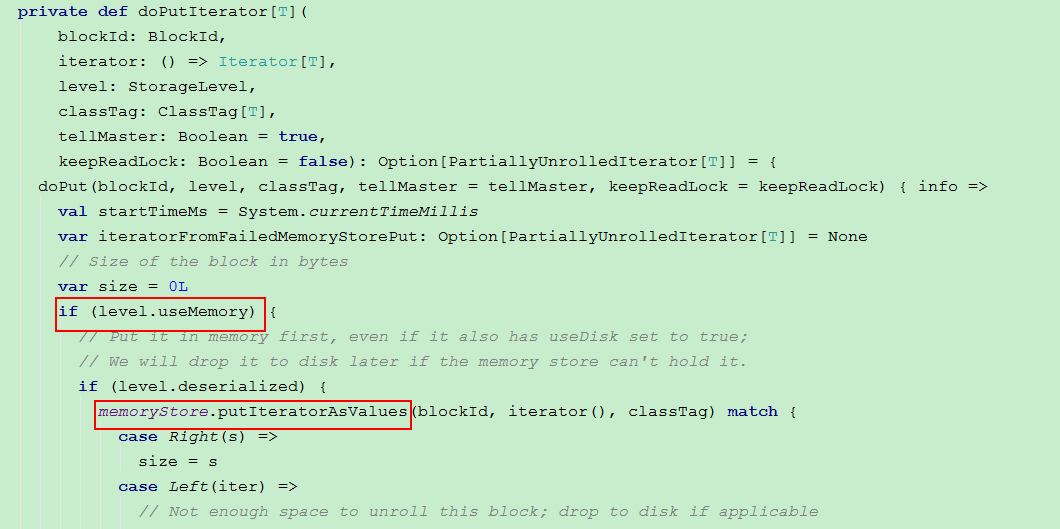 private def doPutIterator[T](
blockId: BlockId,
iterator: () => Iterator[T],
level: StorageLevel,
classTag: ClassTag[T],
tellMaster: Boolean = true,
keepReadLock: Boolean = false): Option[PartiallyUnrolledIterator[T]] = {
doPut(blockId, level, classTag, tellMaster = tellMaster, keepReadLock = keepReadLock) { info =>
val startTimeMs = System.currentTimeMillis
var iteratorFromFailedMemoryStorePut: Option[PartiallyUnrolledIterator[T]] = None
// Size of the block in bytes
var size = 0L
if (level.useMemory) {
// Put it in memory first, even if it also has useDisk set to true;
// We will drop it to disk later if the memory store can't hold it.
if (level.deserialized) {
memoryStore.putIteratorAsValues(blockId, iterator(), classTag) match {
case Right(s) =>
size = s
case Left(iter) =>
// Not enough space to unroll this block; drop to disk if applicable